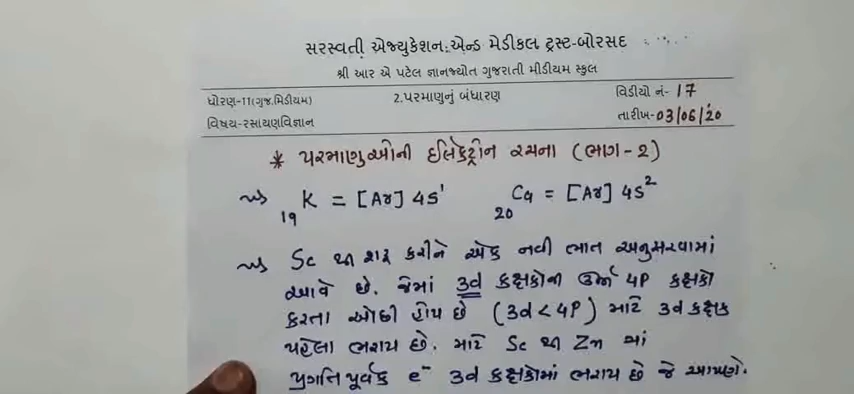 સરસ્વતી એજ્યુકેશન એન્ડ મેડીકલ ટ્રસ્ટ-બોરસદ
શ્રી આર એ પટેલ જ્ઞાનજ્યોત ગુજરાતી મીડીયમ સ્કુલ
ધોરણ-11(ગુજ.મિડીયમ) 2.પરમાણુનું બંધારણ વિડીયો નં- 17
વિષય-રસાયણવિજ્ઞાન તારીખ-03/06/20
* પરમાણુઓની ઈલેક્ટ્રોન રચના (ભાગ-2)
₁₉K = [Ar] 4s¹ ₂₀Ca = [Ar] 4s²
Sc થી શરૂ કરીને એક નવી ભાત અનુસરવામાં
આવે છે. જેમાં 3d કક્ષકોની ઉર્જા 4P કક્ષકો
કરતા ઓછી હોય છે (3d < 4P) માટે 3d કક્ષક
પહેલા ભરાય છે. માટે Sc થી Zn માં
પ્રગતિ પૂર્વક e⁻ 3d કક્ષકોમાં ભરાય છે જે આપણે.